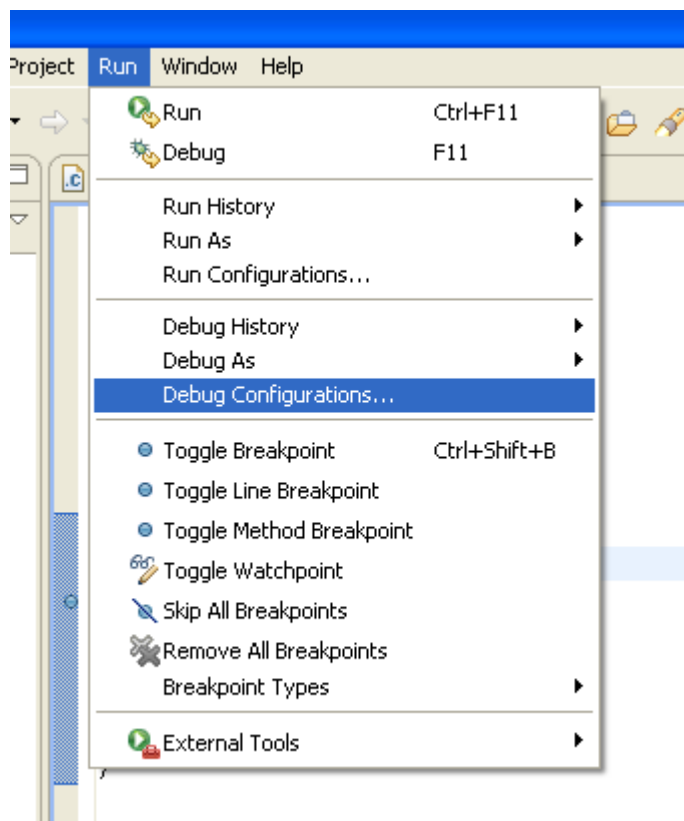 Project Run Window Help
Run Ctrl+F11
Debug F11
.c
Run History
Run As
Run Configurations...
Debug History
Debug As
Debug Configurations...
Toggle Breakpoint Ctrl+Shift+B
Toggle Line Breakpoint
Toggle Method Breakpoint
Toggle Watchpoint
Skip All Breakpoints
Remove All Breakpoints
Breakpoint Types
External Tools
}